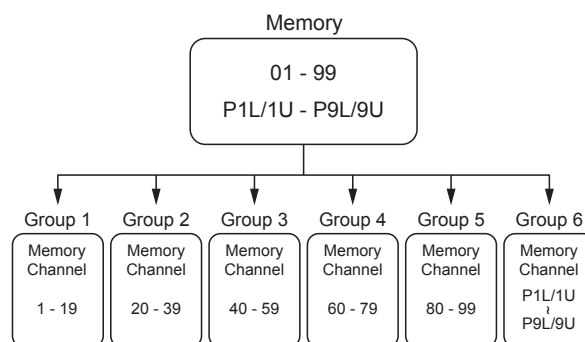 Memory
01 - 99
P1L/1U - P9L/9U
Group 1
Group 2
Group 3
Group 4
Group 5
Group 6
Memory
Channel
1 - 19
Memory
Channel
20 - 39
Memory
Channel
40 - 59
Memory
Channel
60 - 79
Memory
Channel
80 - 99
Memory
Channel
P1L/1U
~
P9L/9U